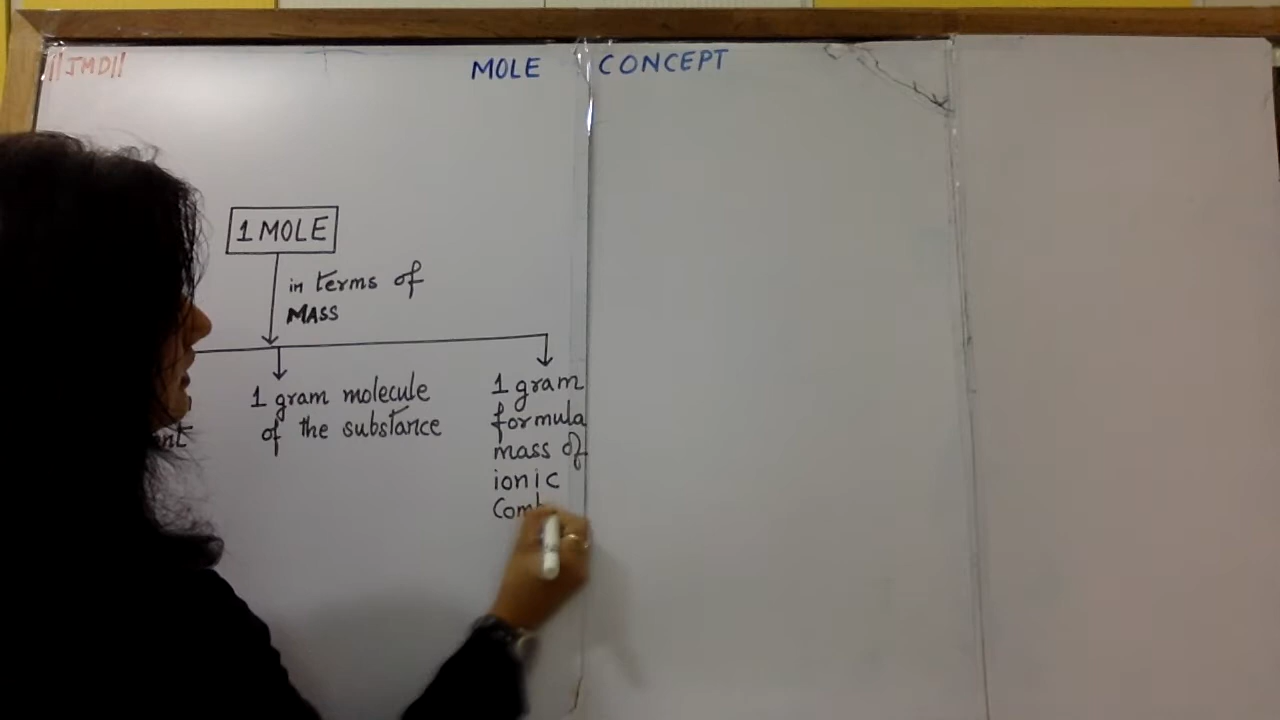 ||JMD||
MOLE CONCEPT
1 MOLE
in terms of
MASS
1 gram molecule
of the substance
1 gram
formula
mass of
ionic
Com